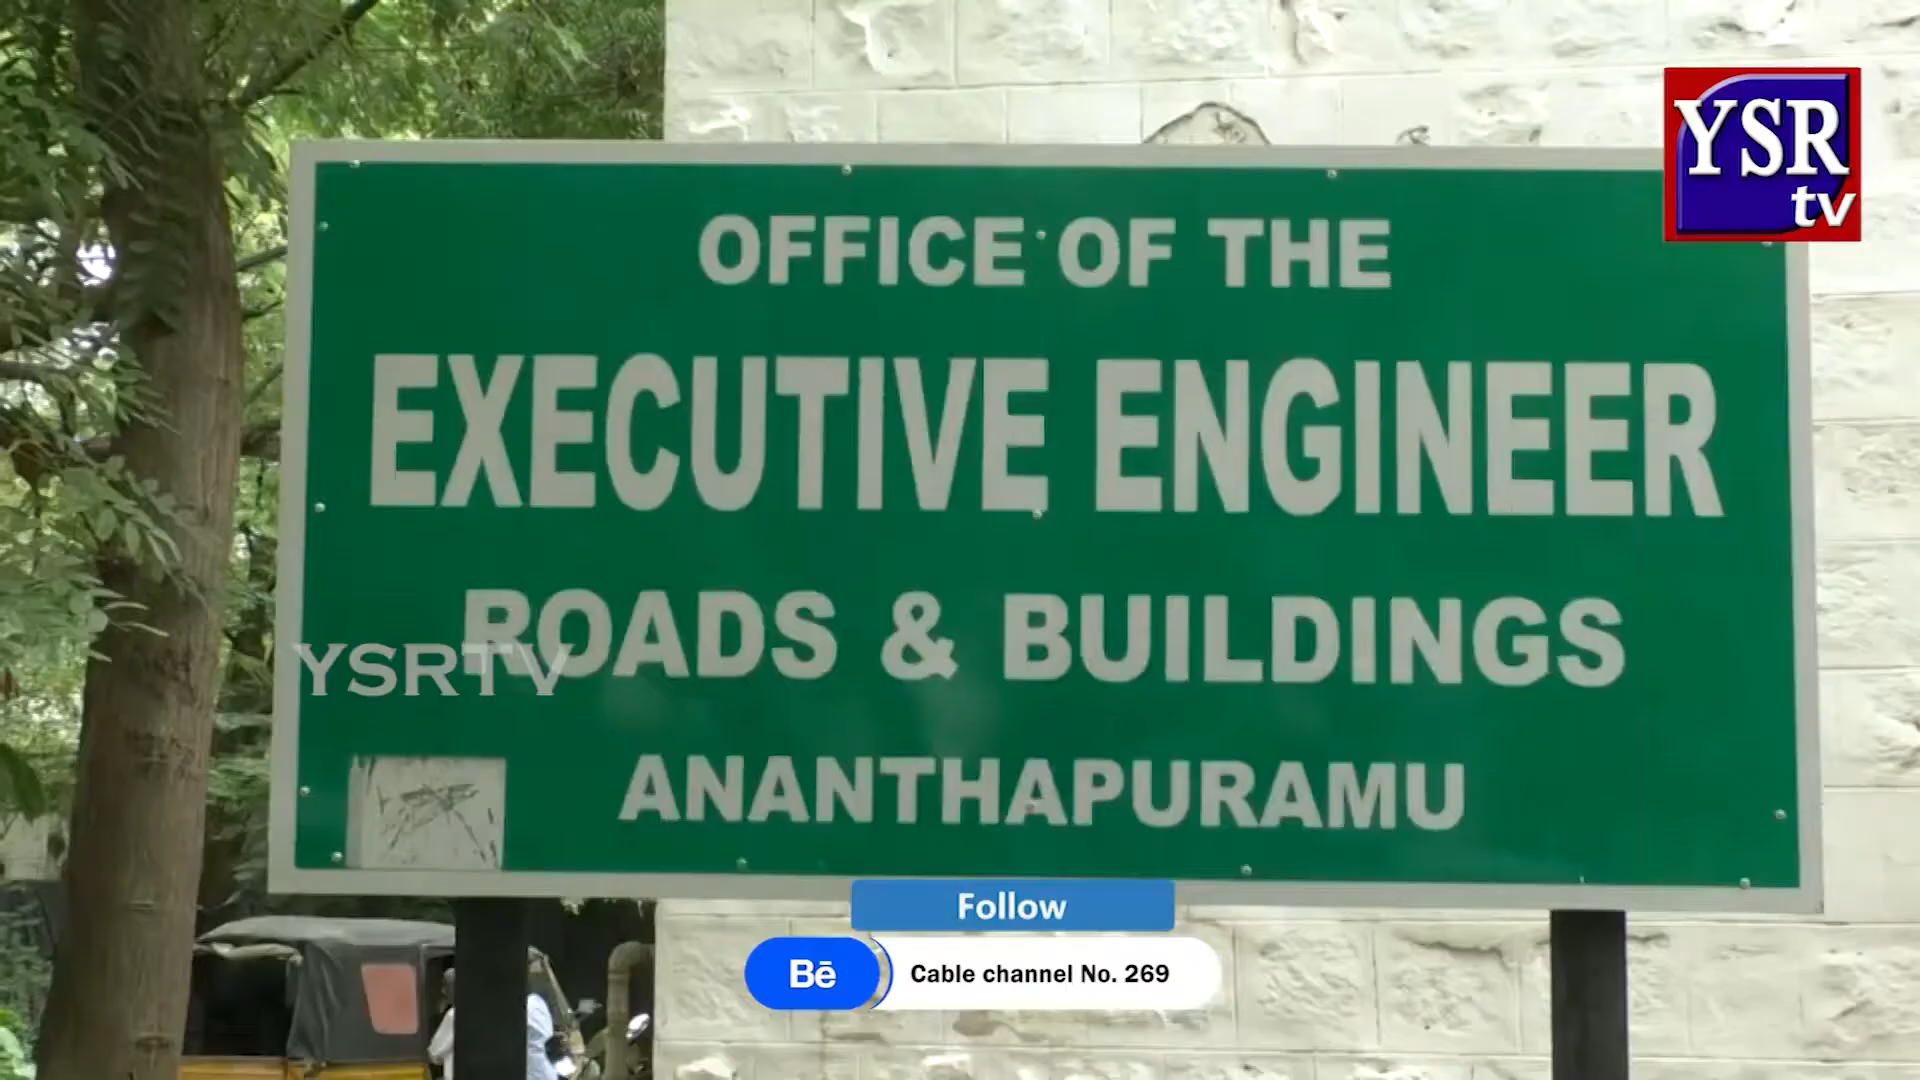 YSR
tv
OFFICE OF THE
EXECUTIVE ENGINEER
ROADS & BUILDINGS
YSRTV
ANANTHAPURAMU
Follow
Bē
Cable channel No. 269